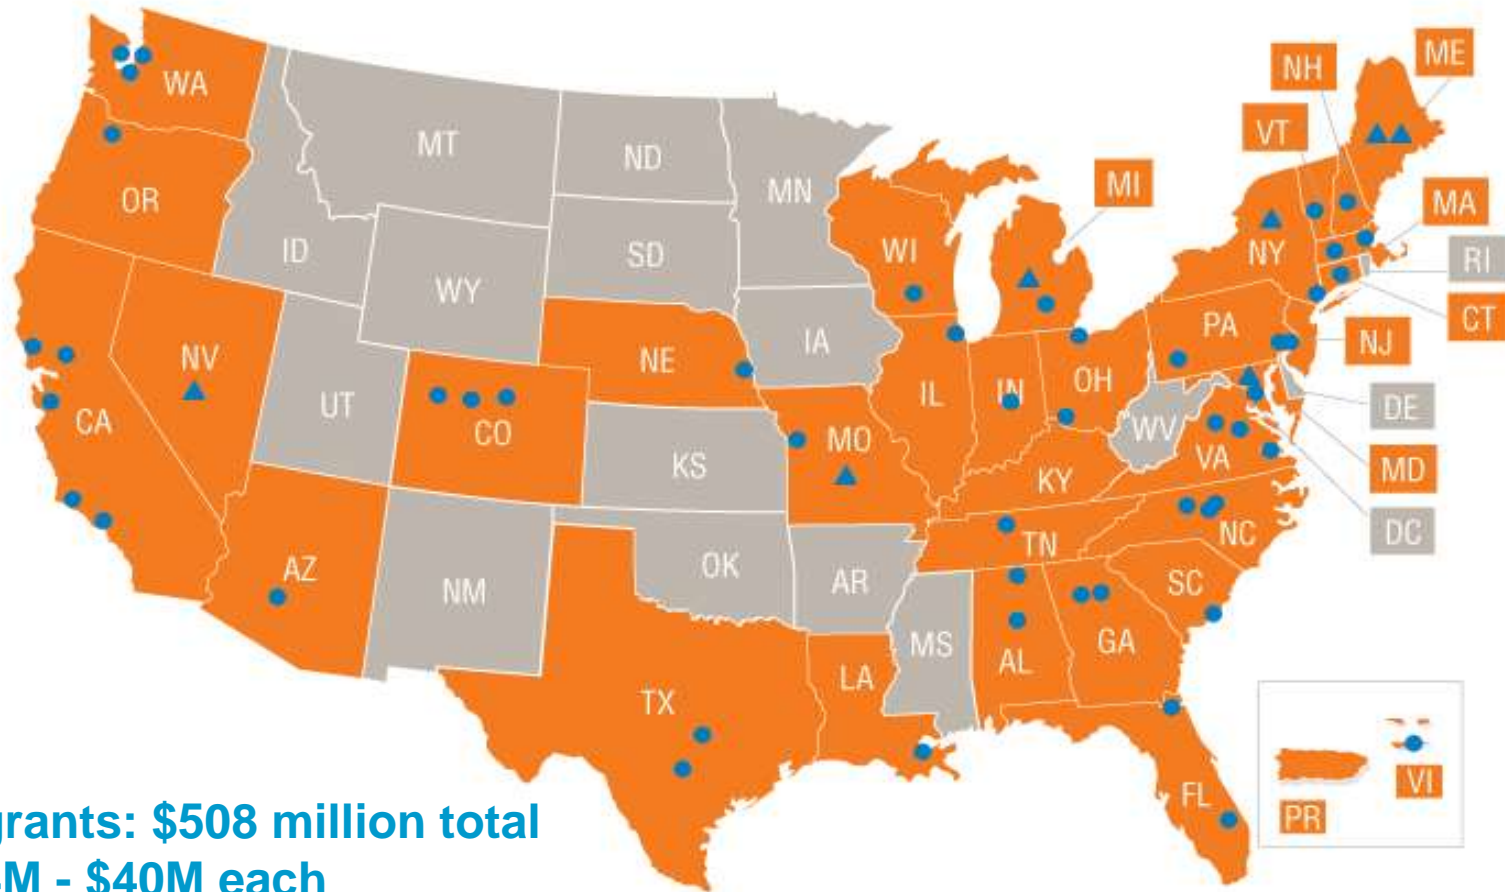 ME
NH
VT
WA
MT
ND
MN
MI
OR
MA
ID
WI
NY
RI
SD
WY
CT
PA
NJ
IA
NV
NE
OH
IL
IN
UT
DE
CA
CO
WV
MO
VA
KS
MD
KY
NC
DC
TN
AZ
OK
AR
SC
NM
MS
GA
AL
LA
TX
VI
FL
PR
grants: $508 million total
M - $40M each